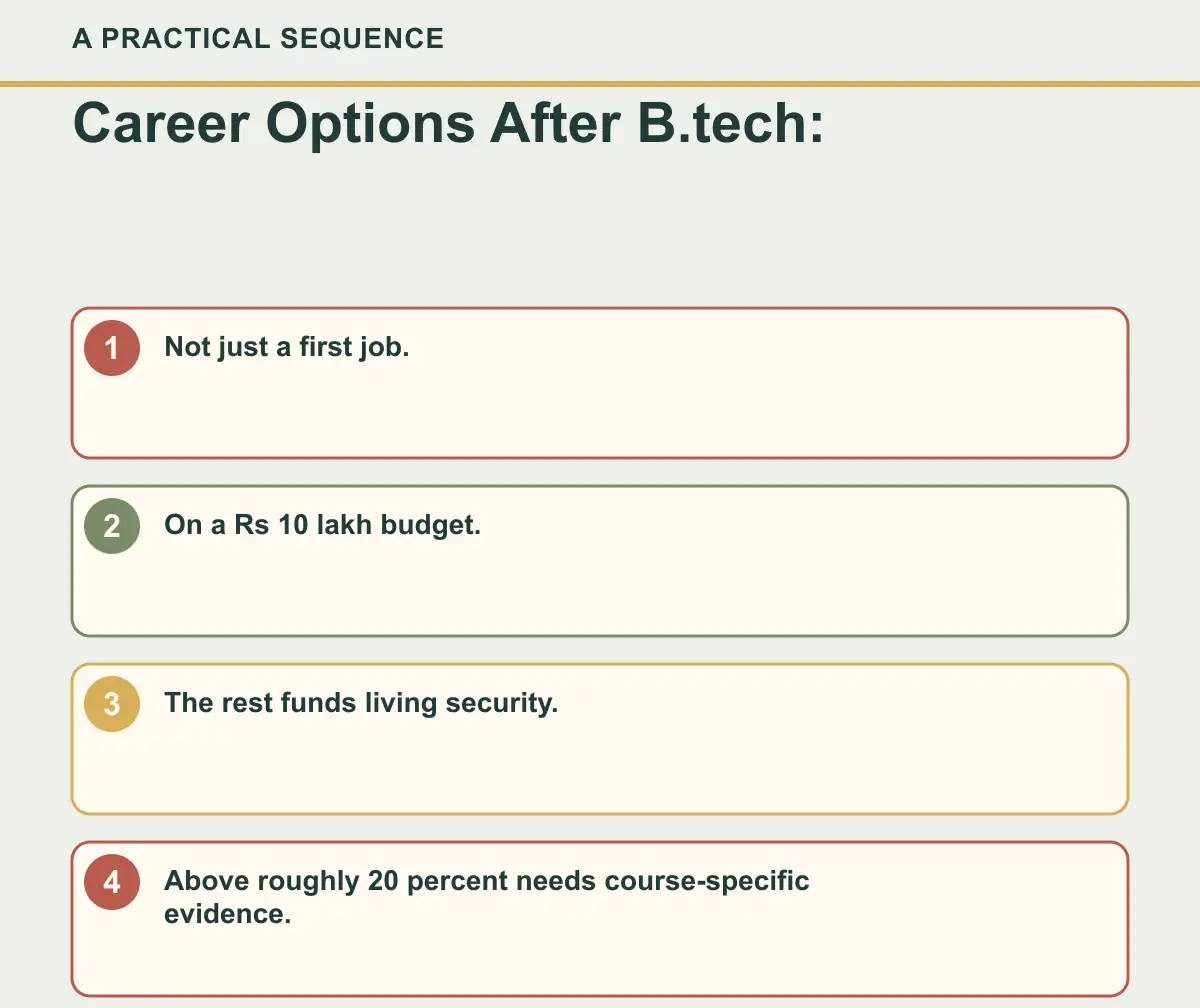 A PRACTICAL SEQUENCE
Career Options After B.tech:
1
Not just a first job.
2
On a Rs 10 lakh budget.
3
The rest funds living security.
4
Above roughly 20 percent needs course-specific
evidence.